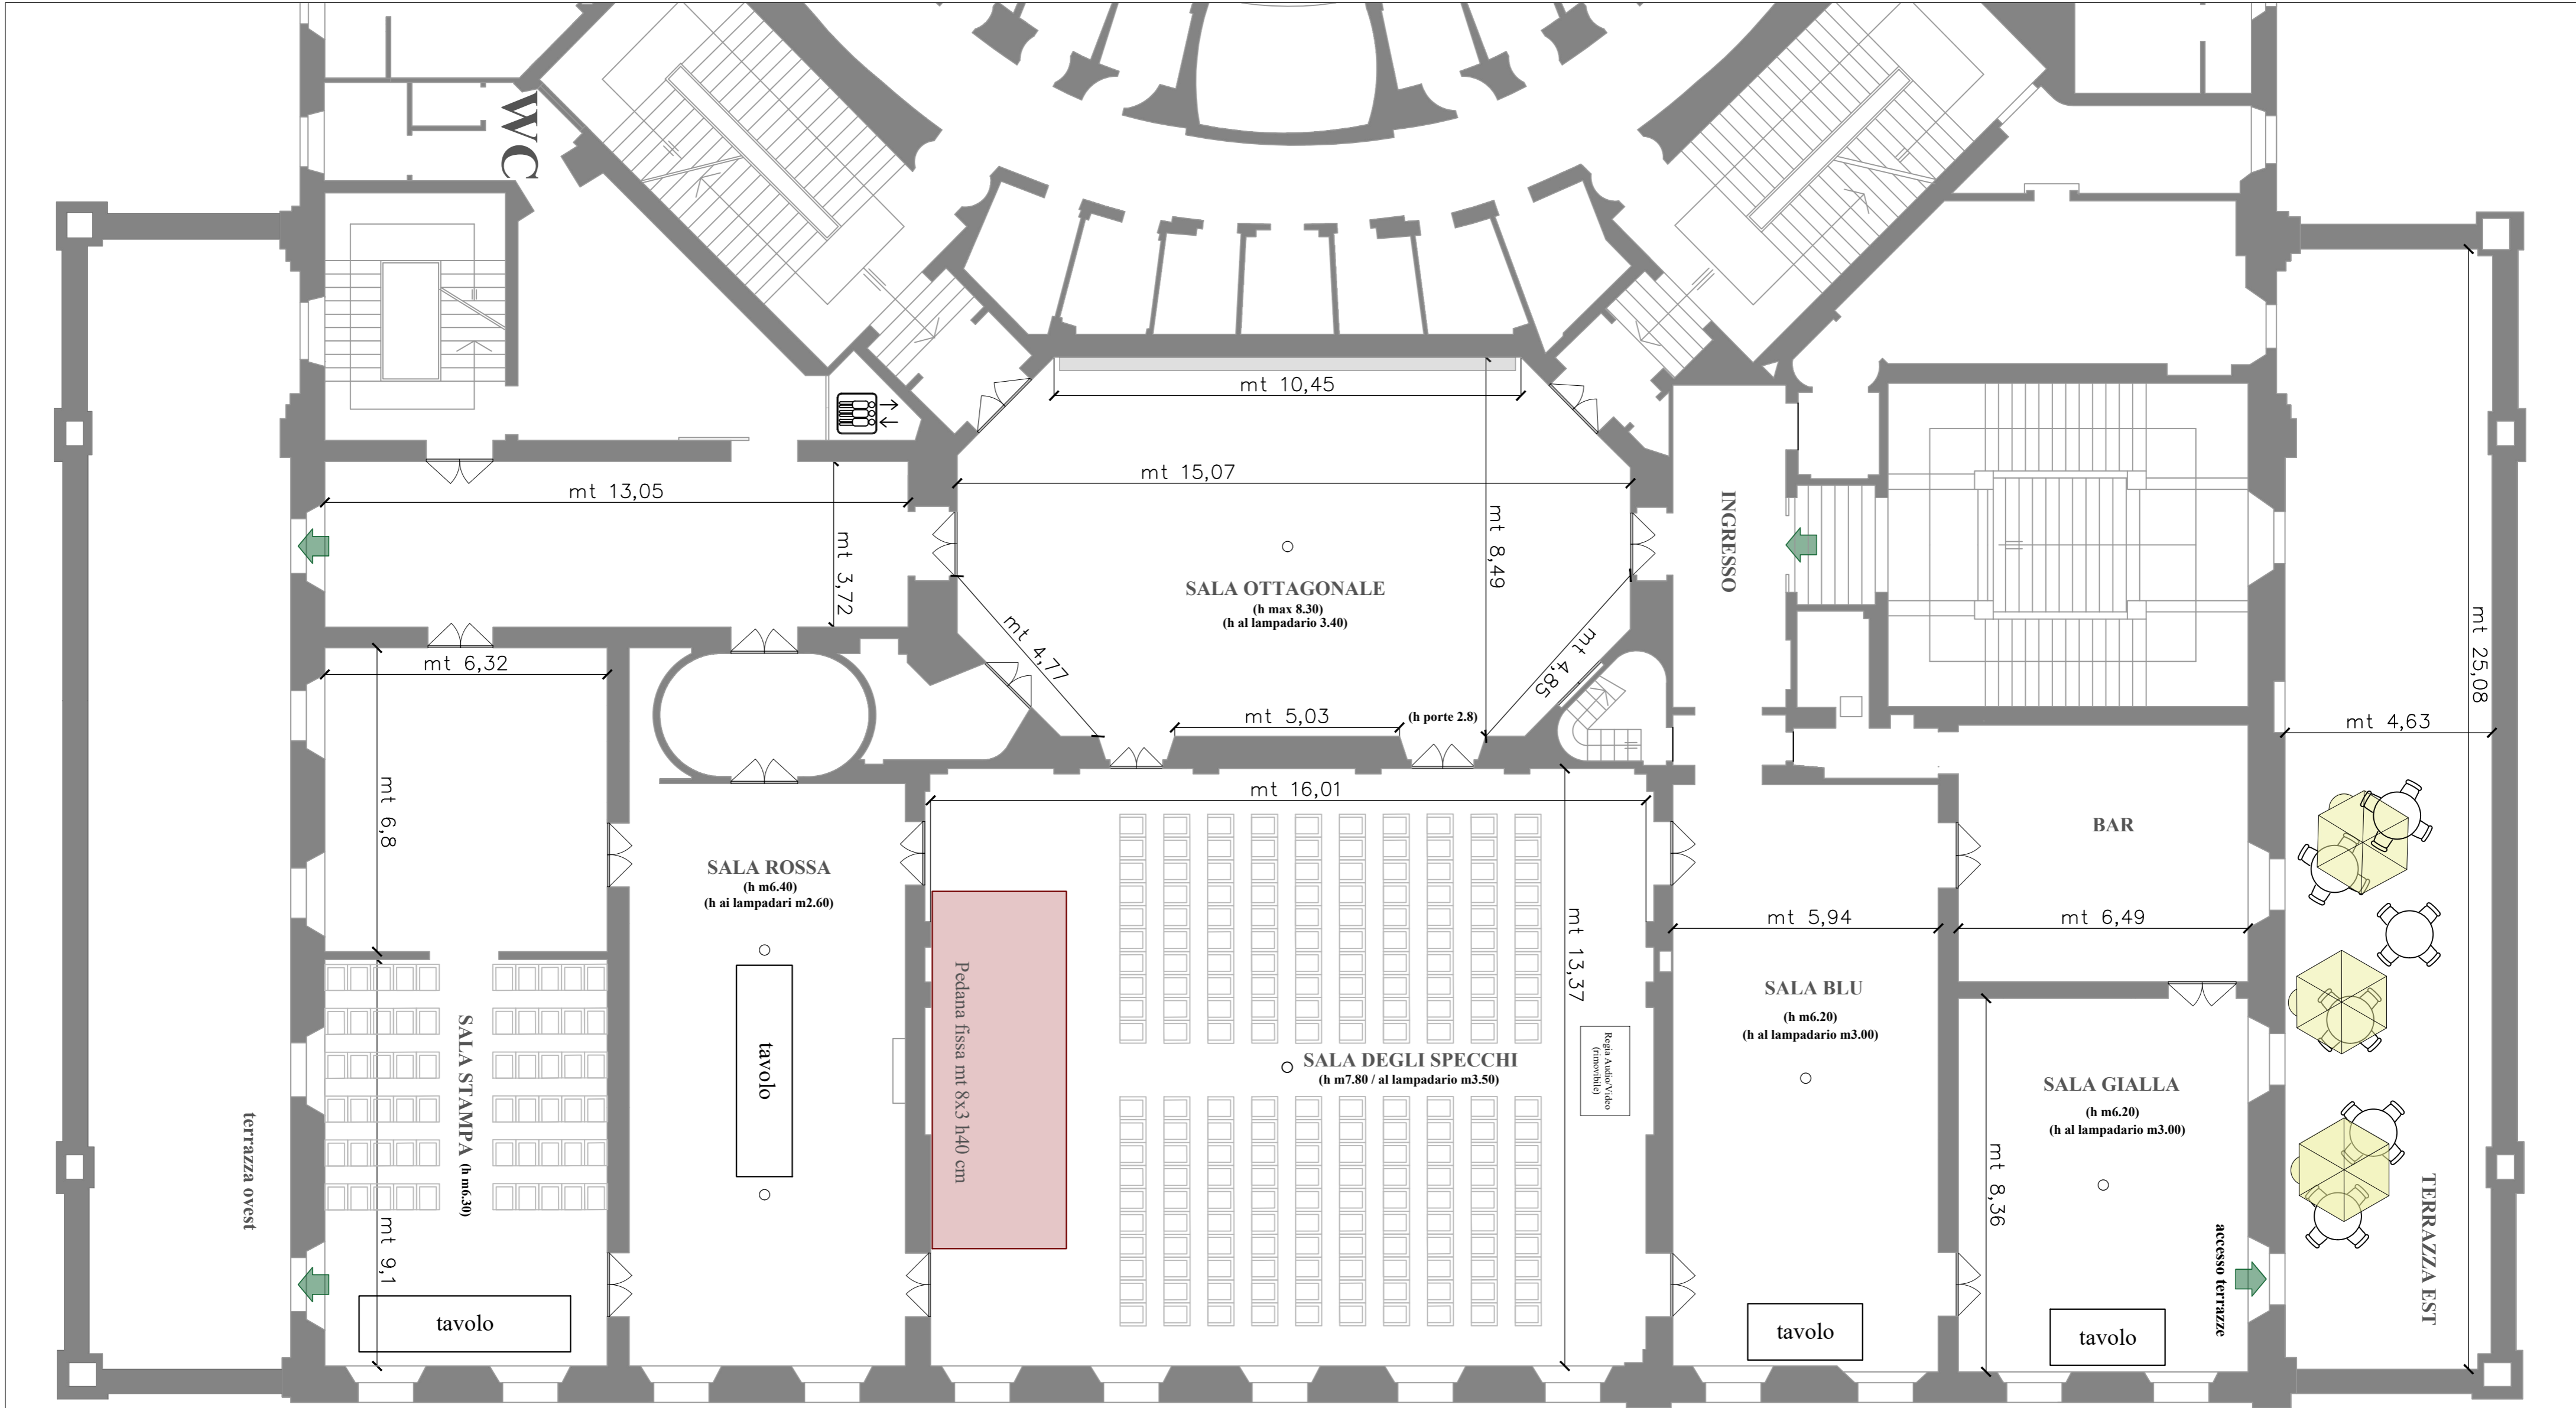 WC
mt 10,45
mt 15,07
mt 13,05
mt 3,72
mt 8,49
INGRESSO
SALA OTTAGONALE
(h max 8.30)
(h al lampadario 3.40)
mt 4,77
mt 4,85
mt 5,03
(h porte 2.8)
mt 25,08
mt 4,63
mt 6,32
mt 6,8
mt 16,01
SALA ROSSA
(h m6.40)
(h ai lampadari m2.60)
BAR
mt 5,94
mt 6,49
mt 13,37
Pedana fissa mt 8x3 h40 cm
SALA BLU
(h m6.20)
(h al lampadario m3.00)
SALA DEGLI SPECCHI
(h m7.80 / al lampadario m3.50)
Regia Audio/Video
(rimovibile)
SALA GIALLA
(h m6.20)
(h al lampadario m3.00)
mt 8,36
SALA STAMPA (h m6.30)
mt 9,1
terrazza ovest
tavolo
tavolo
tavolo
tavolo
accesso terrazze
TERRAZZA EST